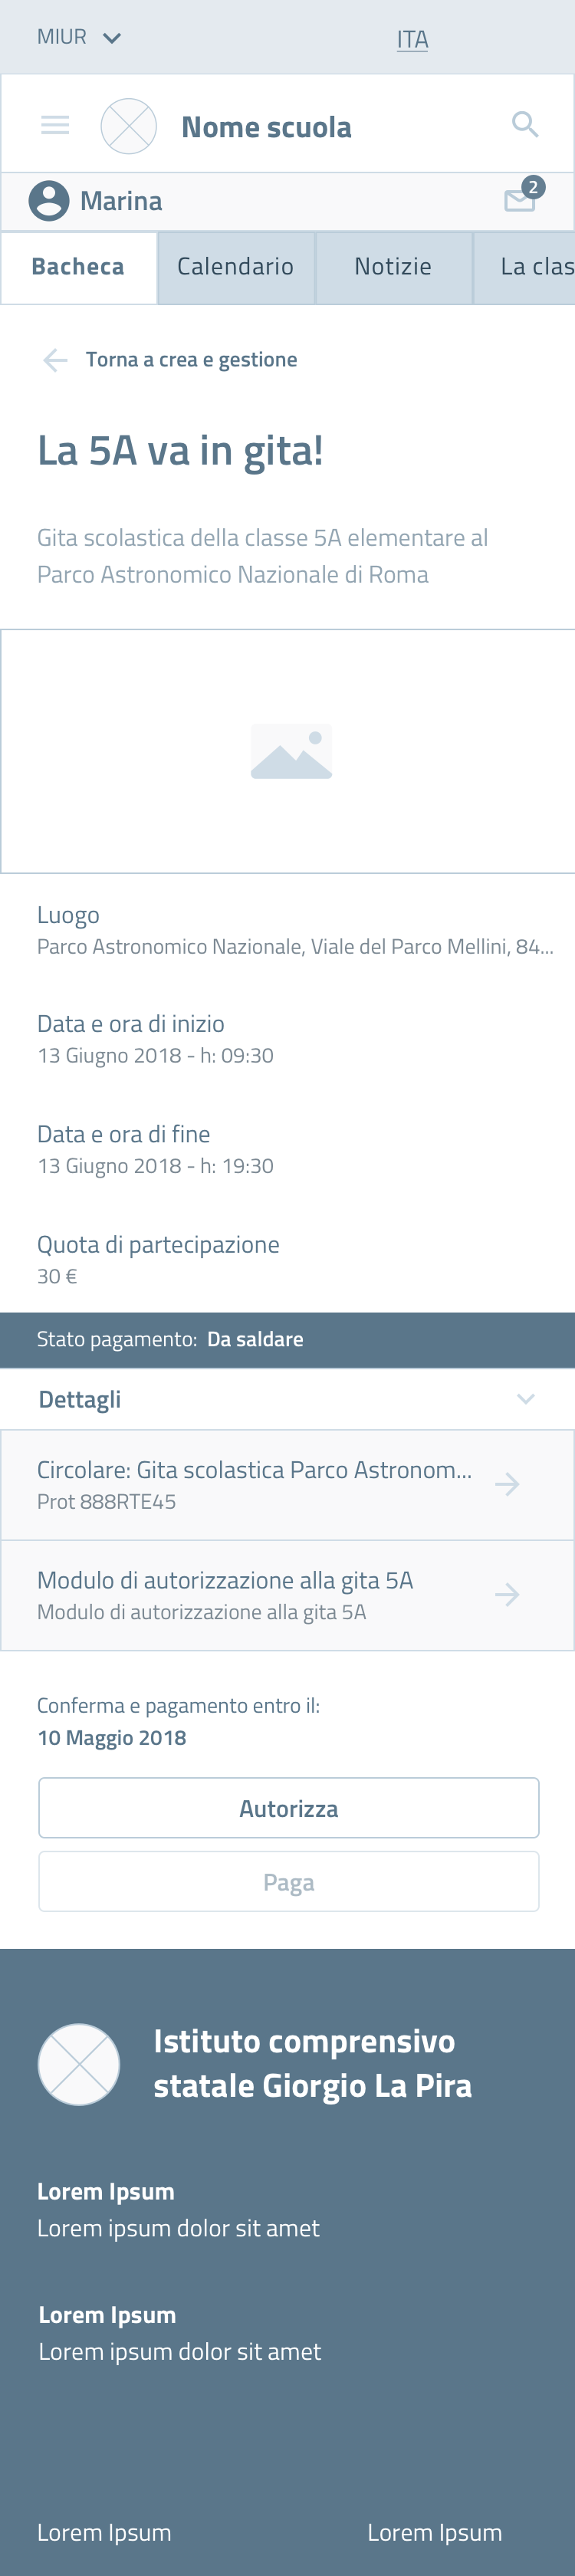 MIUR
ITA
Nome scuola
Marina
2
Bacheca
Calendario
Notizie
La clas
Torna a crea e gestione
La 5A va in gita!
Gita scolastica della classe 5A elementare al
Parco Astronomico Nazionale di Roma
Luogo
Parco Astronomico Nazionale, Viale del Parco Mellini, 84...
Data e ora di inizio
13 Giugno 2018 - h: 09:30
Data e ora di fine
13 Giugno 2018 - h: 19:30
Quota di partecipazione
30 €
Stato pagamento: Da saldare
Dettagli
Circolare: Gita scolastica Parco Astronom...
Prot 888RTE45
Modulo di autorizzazione alla gita 5A
Modulo di autorizzazione alla gita 5A
Conferma e pagamento entro il:
10 Maggio 2018
Autorizza
Paga
Istituto comprensivo
statale Giorgio La Pira
Lorem Ipsum
Lorem ipsum dolor sit amet
Lorem Ipsum
Lorem ipsum dolor sit amet
Lorem Ipsum
Lorem Ipsum